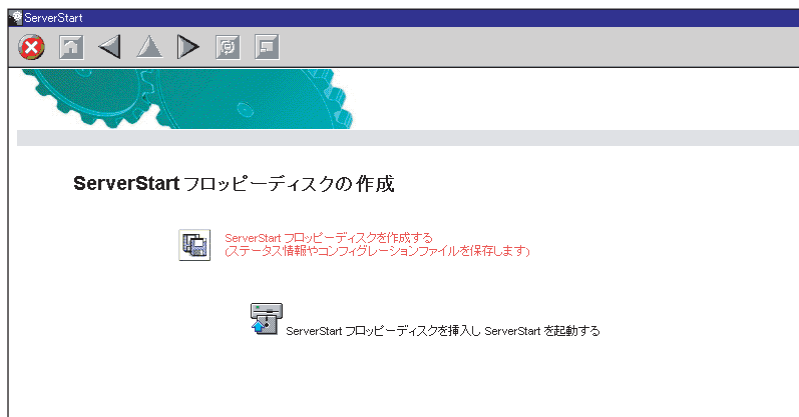 ServerStart
ServerStart フロッピーディスクの作成
ServerStart フロッピーディスクを作成する
(ステータス情報やコンフィグレーションファイルを保存します)
ServerStart フロッピーディスクを挿入し ServerStart を起動する